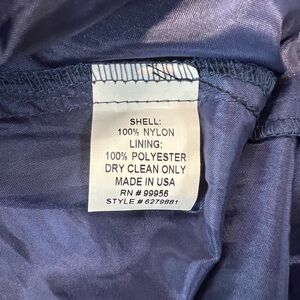 SHELL:
100% NYLON
LINING:
100% POLYESTER
DRY CLEAN ONLY
MADE IN USA
RN # 99956
STYLE # 6279881